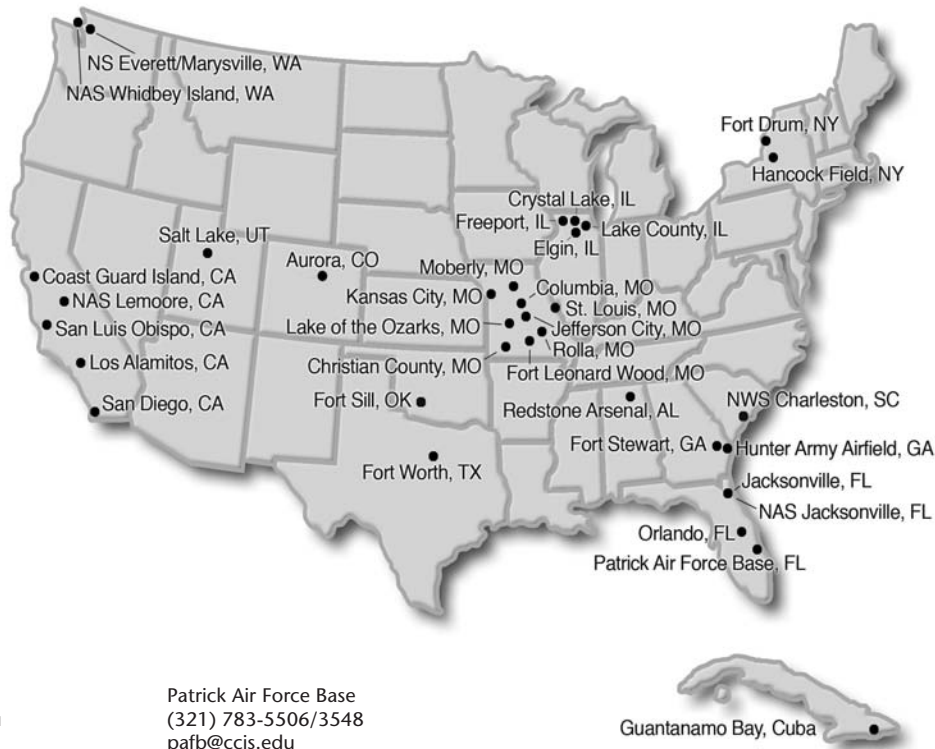 NS Everett/Marysville, WA
NAS Whidbey Island, WA
Fort Drum, NY
Hancock Field, NY
Crystal Lake, IL
Freeport, IL
Lake County, IL
Elgin, IL
Salt Lake, UT
Aurora, CO
Moberly, MO
Coast Guard Island, CA
Kansas City, MO
Columbia, MO
NAS Lemoore, CA
St. Louis, MO
San Luis Obispo, CA
Lake of the Ozarks, MO
Jefferson City, MO
Rolla, MO
Los Alamitos, CA
Christian County, MO
Fort Leonard Wood, MO
San Diego, CA
Fort Sill, OK
Redstone Arsenal, AL
NWS Charleston, SC
Fort Stewart, GA
Hunter Army Airfield, GA
Fort Worth, TX
Jacksonville, FL
NAS Jacksonville, FL
Orlando, FL
Patrick Air Force Base, FL
Guantanamo Bay, Cuba
Patrick Air Force Base
(321) 783-5506/3548
pafb@ccis.edu